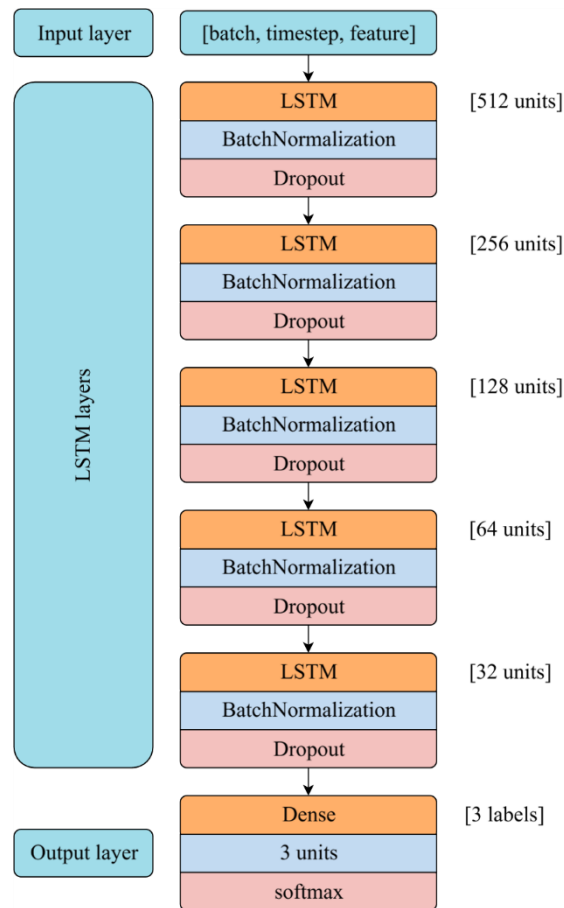 Input layer
[batch, timestep, feature]
LSTM layers
LSTM
[512 units]
BatchNormalization
Dropout
LSTM
[256 units]
BatchNormalization
Dropout
LSTM
[128 units]
BatchNormalization
Dropout
LSTM
[64 units]
BatchNormalization
Dropout
LSTM
[32 units]
BatchNormalization
Dropout
Output layer
Dense
[3 labels]
3 units
softmax